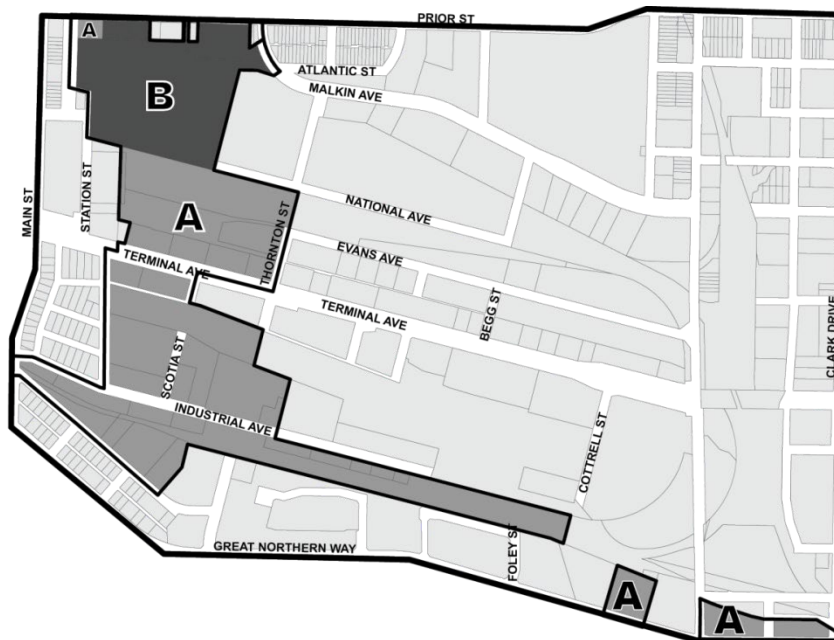 PRIOR ST
A
ATLANTIC ST
B
MALKIN AVE
MAIN ST
STATION ST
A
NATIONAL AVE
THORNTON ST
EVANS AVE
TERMINAL AVE
TERMINAL AVE
BEGG ST
CLARK DRIVE
SCOTIA ST
INDUSTRIAL AVE
COTTRELL ST
GREAT NORTHERN WAY
FOLEY ST
A
A